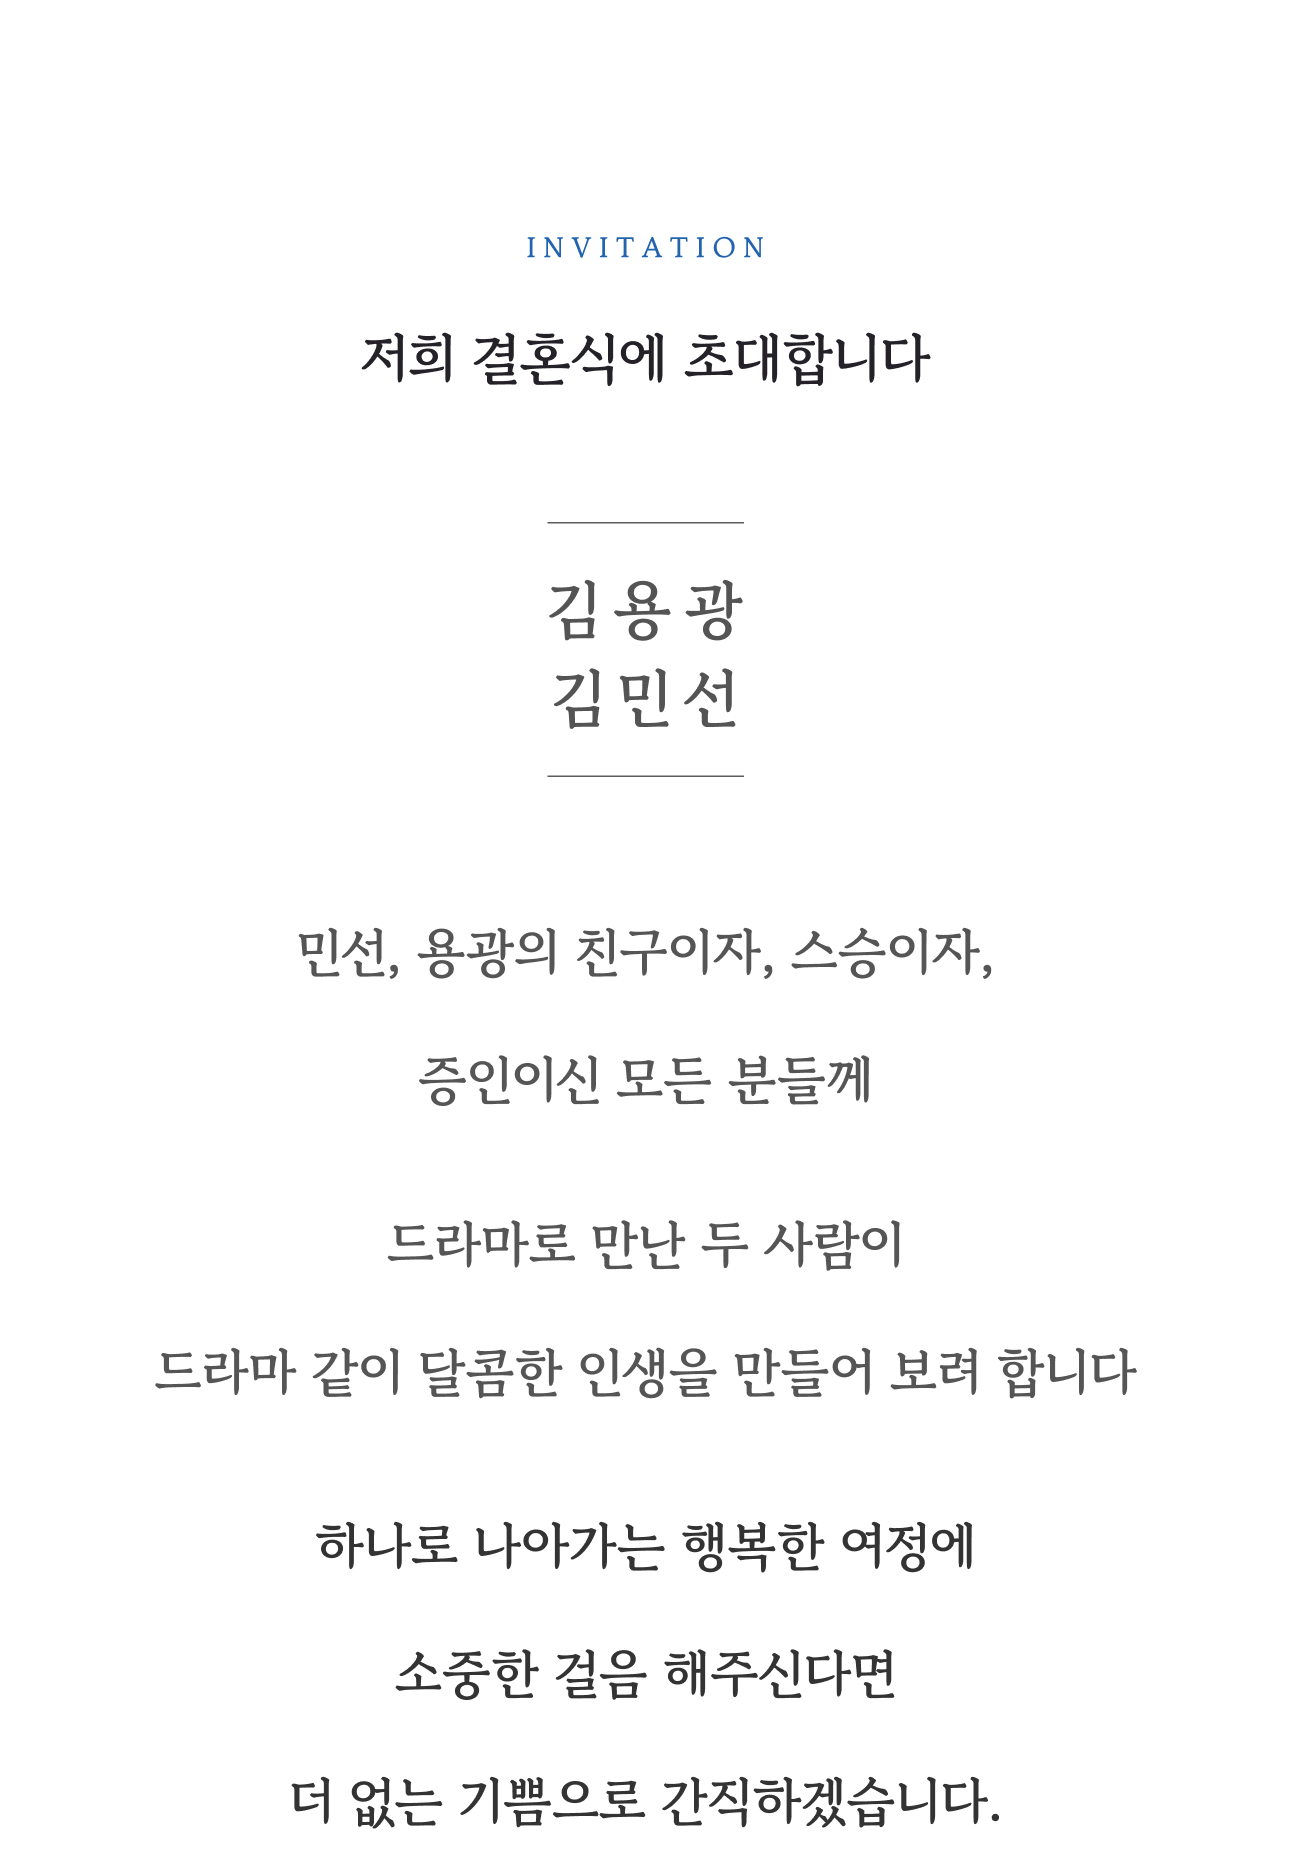 INVITATION
저희 결혼식에 초대합니다
김용광
김민선
민선, 용광의 친구이자, 스승이자,
증인이신 모든 분들께
드라마로 만난 두 사람이
드라마 같이 달콤한 인생을 만들어 보려 합니다
하나로 나아가는 행복한 여정에
소중한 걸음 해주신다면
더 없는 기쁨으로 간직하겠습니다.